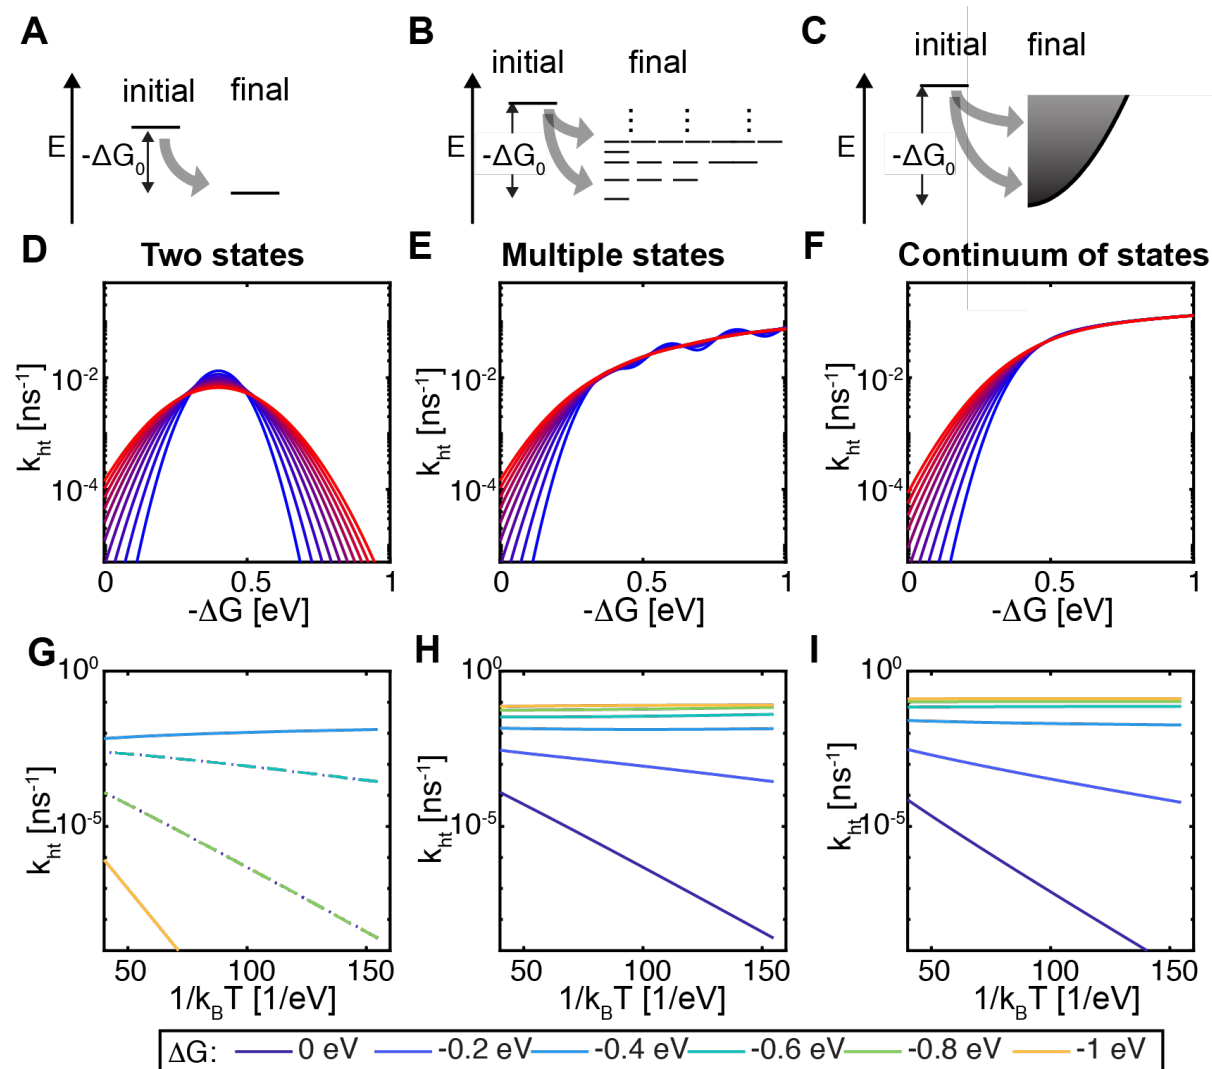 A
B
C
initial
final
initial
final
initial
final
E
-ΔG0
E
-ΔG0
E
-ΔG0
D
Two states
E
Multiple states
F
Continuum of states
kht [ns-1]
10-2
10-4
0
0.5
1
-ΔG [eV]
kht [ns-1]
10-2
10-4
0
0.5
1
-ΔG [eV]
kht [ns-1]
10-2
10-4
0
0.5
1
-ΔG [eV]
G
H
I
kht [ns-1]
100
10-5
50
100
150
1/kBT [1/eV]
kht [ns-1]
100
10-5
50
100
150
1/kBT [1/eV]
kht [ns-1]
100
10-5
50
100
150
1/kBT [1/eV]
ΔG: 0 eV -0.2 eV -0.4 eV -0.6 eV -0.8 eV -1 eV